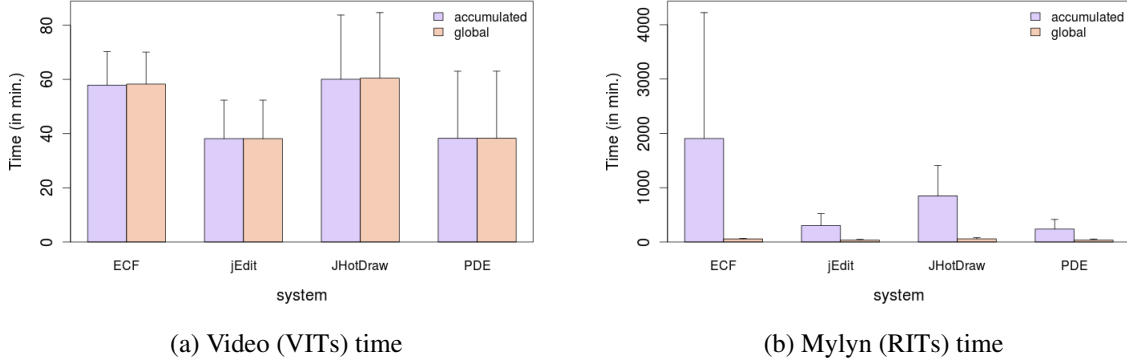 accumulated
global
Time (in min.)
80
60
40
20
0
ECF
jEdit
JHotDraw
PDE
system
(a) Video (VITs) time
accumulated
global
Time (in min.)
4000
3000
2000
1000
0
ECF
jEdit
JHotDraw
PDE
system
(b) Mylyn (RITs) time